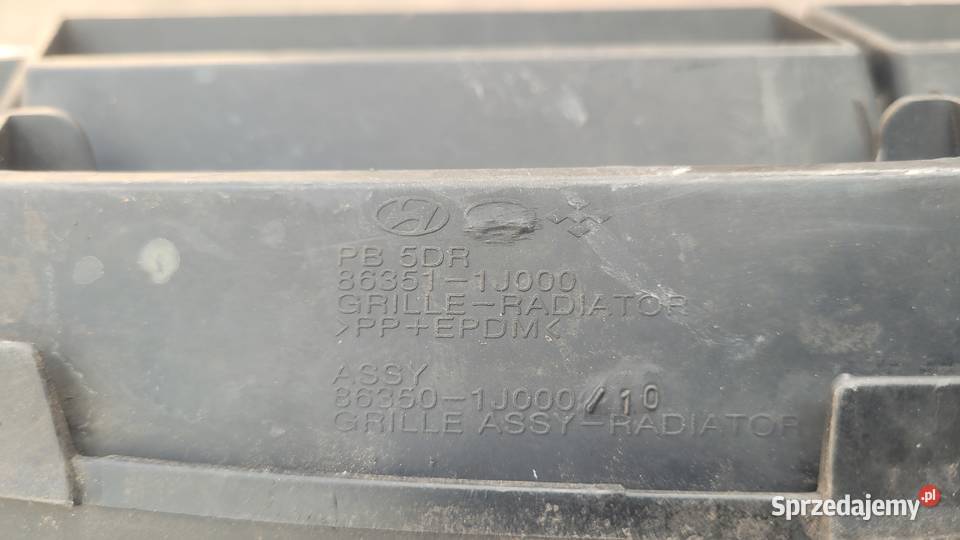 PB 5DR
86351-1J000
GRILLE-RADIATOR
>PP+EPDM<
ASSY
86350-1J000/10
GRILLE ASSY-RADIATOR
Sprzedajemy.pl